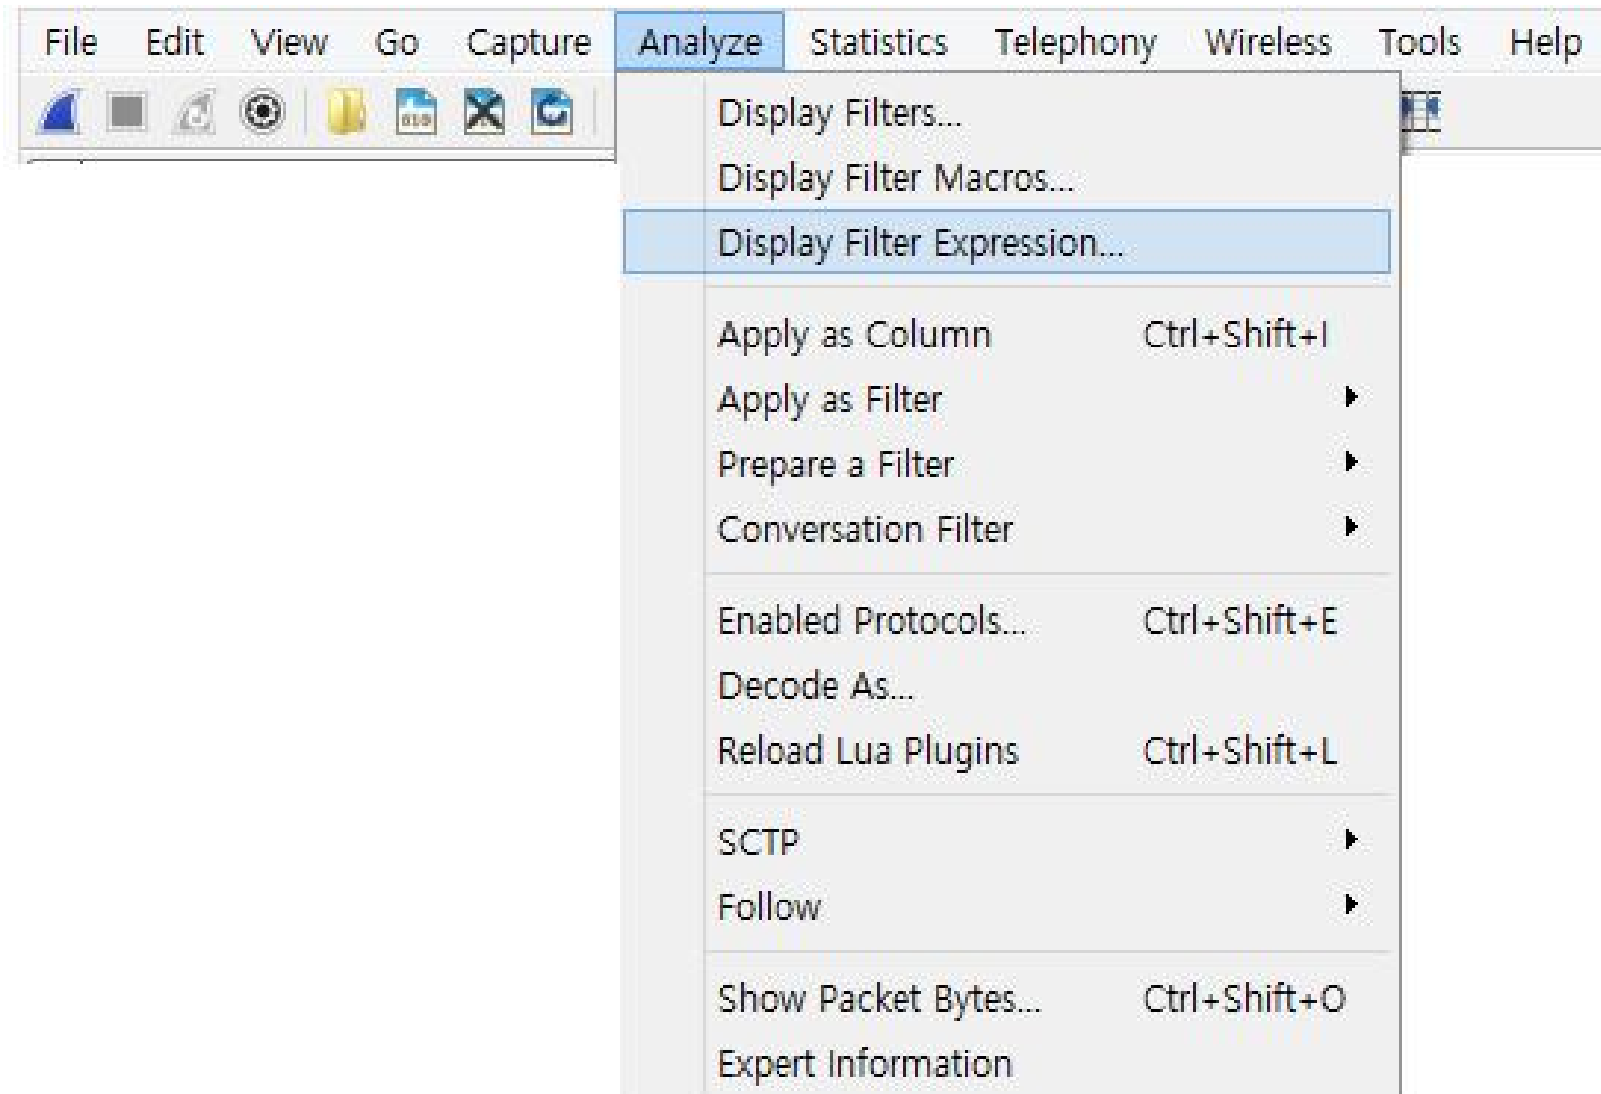 File Edit View Go Capture Analyze Statistics Telephony Wireless Tools Help
010
Display Filters...
Display Filter Macros...
Display Filter Expression...
Apply as Column Ctrl+Shift+I
Apply as Filter
Prepare a Filter
Conversation Filter
Enabled Protocols... Ctrl+Shift+E
Decode As...
Reload Lua Plugins Ctrl+Shift+L
SCTP
Follow
Show Packet Bytes... Ctrl+Shift+O
Expert Information